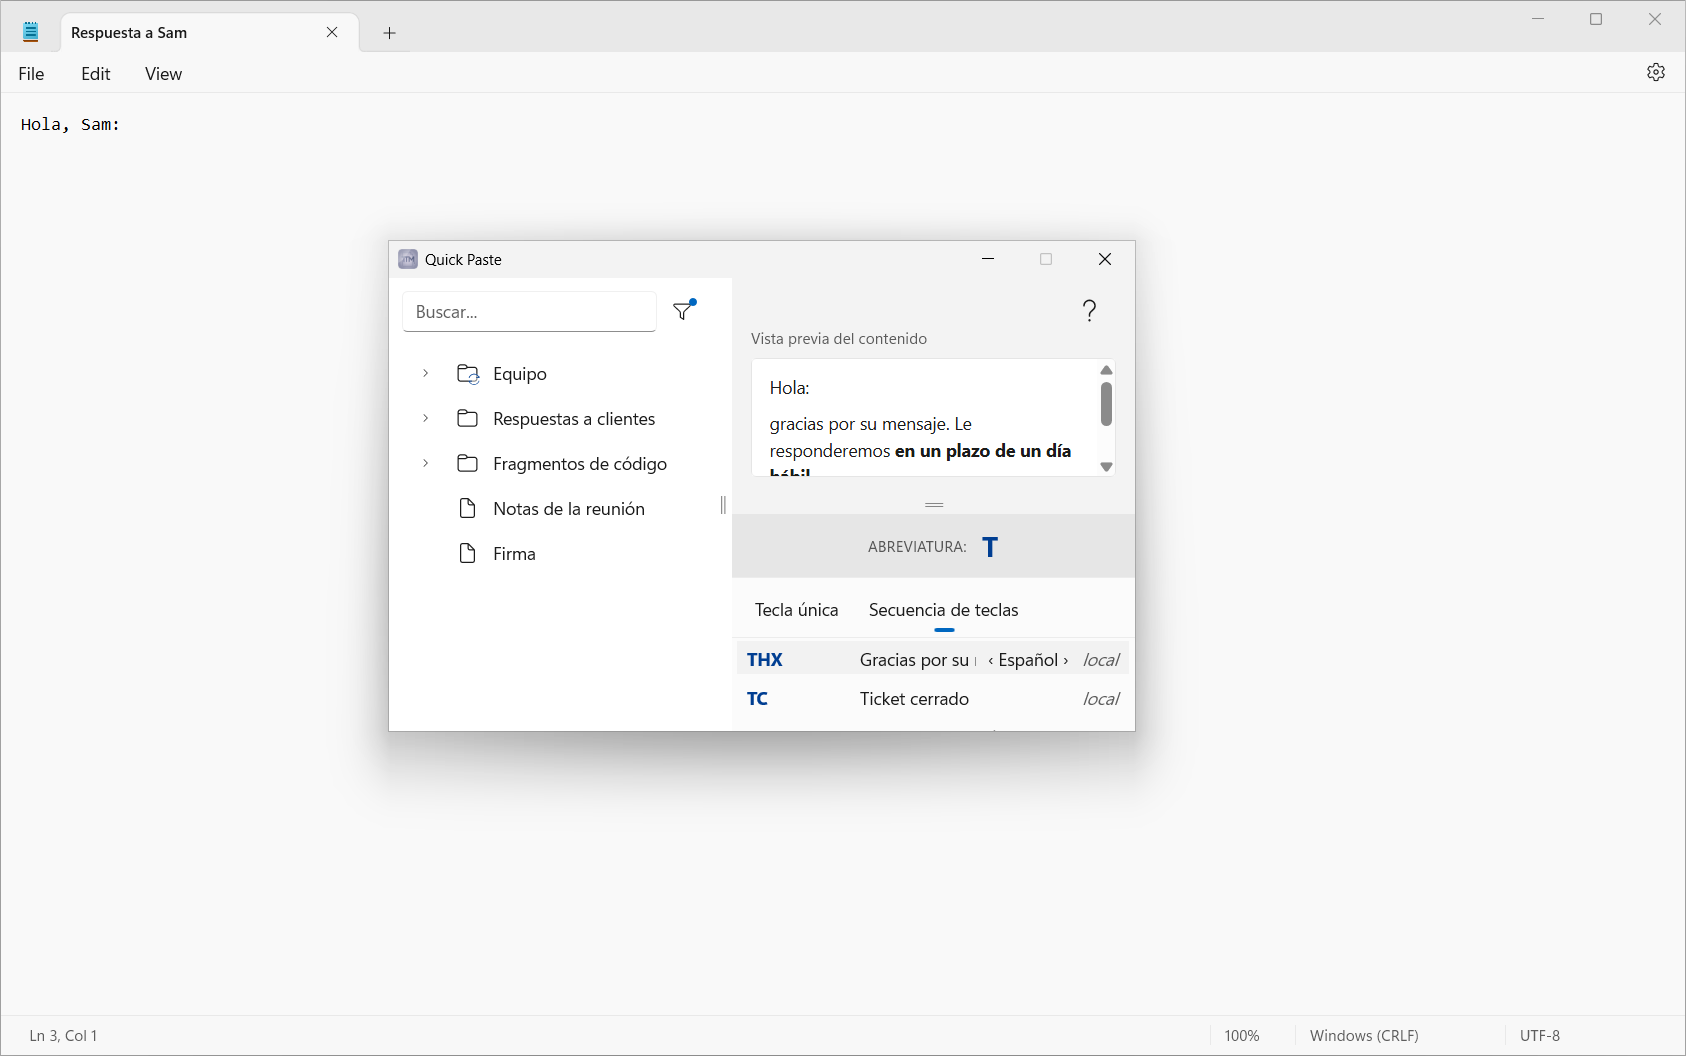 Respuesta a Sam
File Edit View
Hola, Sam:
Quick Paste
Buscar...
Equipo
Respuestas a clientes
Fragmentos de código
Notas de la reunión
Firma
?
Vista previa del contenido
Hola:
gracias por su mensaje. Le
responderemos en un plazo de un día
hábil
ABREVIATURA: T
Tecla única Secuencia de teclas
THX Gracias por su ‹ Español › local
TC Ticket cerrado local
Ln 3, Col 1 100% Windows (CRLF) UTF-8